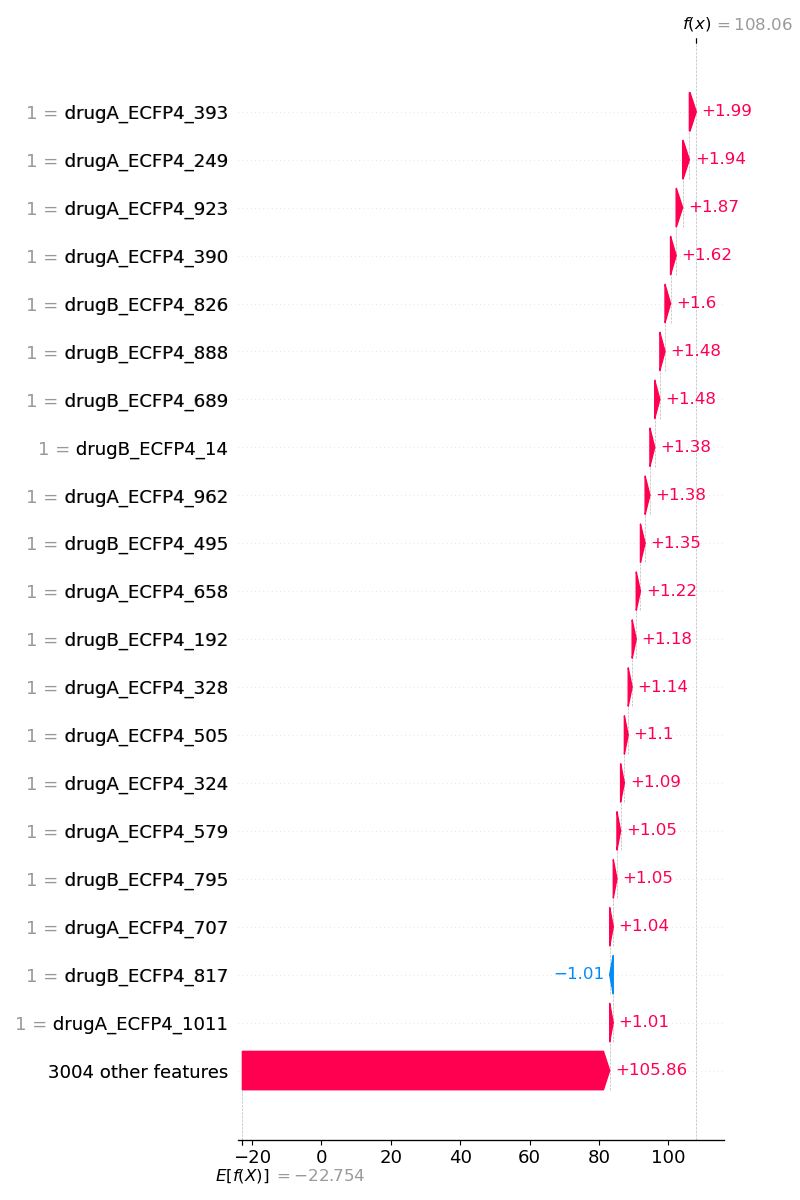 f(x) = 108.06
1 = drugA_ECFP4_393 +1.99
1 = drugA_ECFP4_249 +1.94
1 = drugA_ECFP4_923 +1.87
1 = drugA_ECFP4_390 +1.62
1 = drugB_ECFP4_826 +1.6
1 = drugB_ECFP4_888 +1.48
1 = drugB_ECFP4_689 +1.48
1 = drugB_ECFP4_14 +1.38
1 = drugA_ECFP4_962 +1.38
1 = drugB_ECFP4_495 +1.35
1 = drugA_ECFP4_658 +1.22
1 = drugB_ECFP4_192 +1.18
1 = drugA_ECFP4_328 +1.14
1 = drugA_ECFP4_505 +1.1
1 = drugA_ECFP4_324 +1.09
1 = drugA_ECFP4_579 +1.05
1 = drugB_ECFP4_795 +1.05
1 = drugA_ECFP4_707 +1.04
1 = drugB_ECFP4_817 −1.01
1 = drugA_ECFP4_1011 +1.01
3004 other features +105.86
−20 0 20 40 60 80 100
E[f(X)] = −22.754